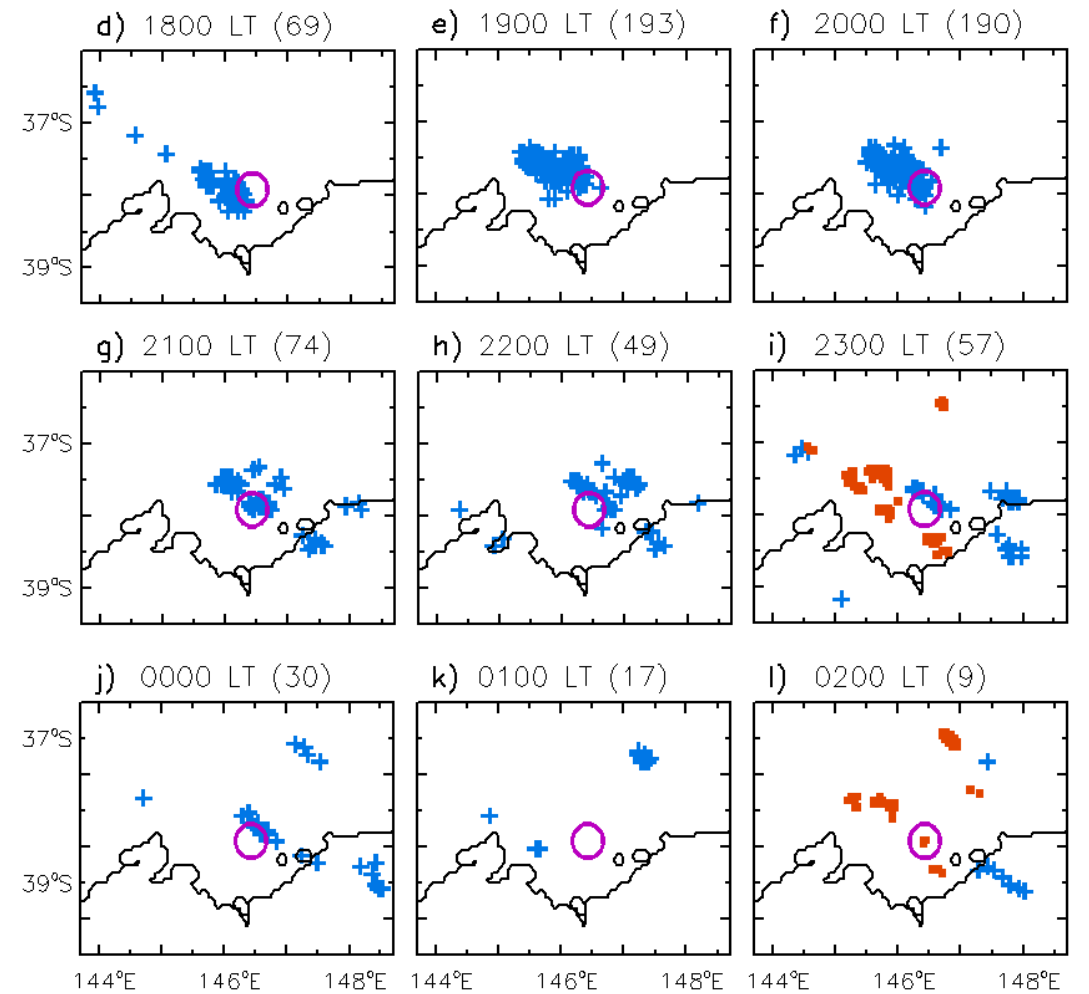 d) 1800 LT (69)
e) 1900 LT (193)
f) 2000 LT (190)
37°S
39°S
g) 2100 LT (74)
h) 2200 LT (49)
i) 2300 LT (57)
37°S
39°S
j) 0000 LT (30)
k) 0100 LT (17)
l) 0200 LT (9)
37°S
39°S
144°E 146°E 148°E
144°E 146°E 148°E
144°E 146°E 148°E